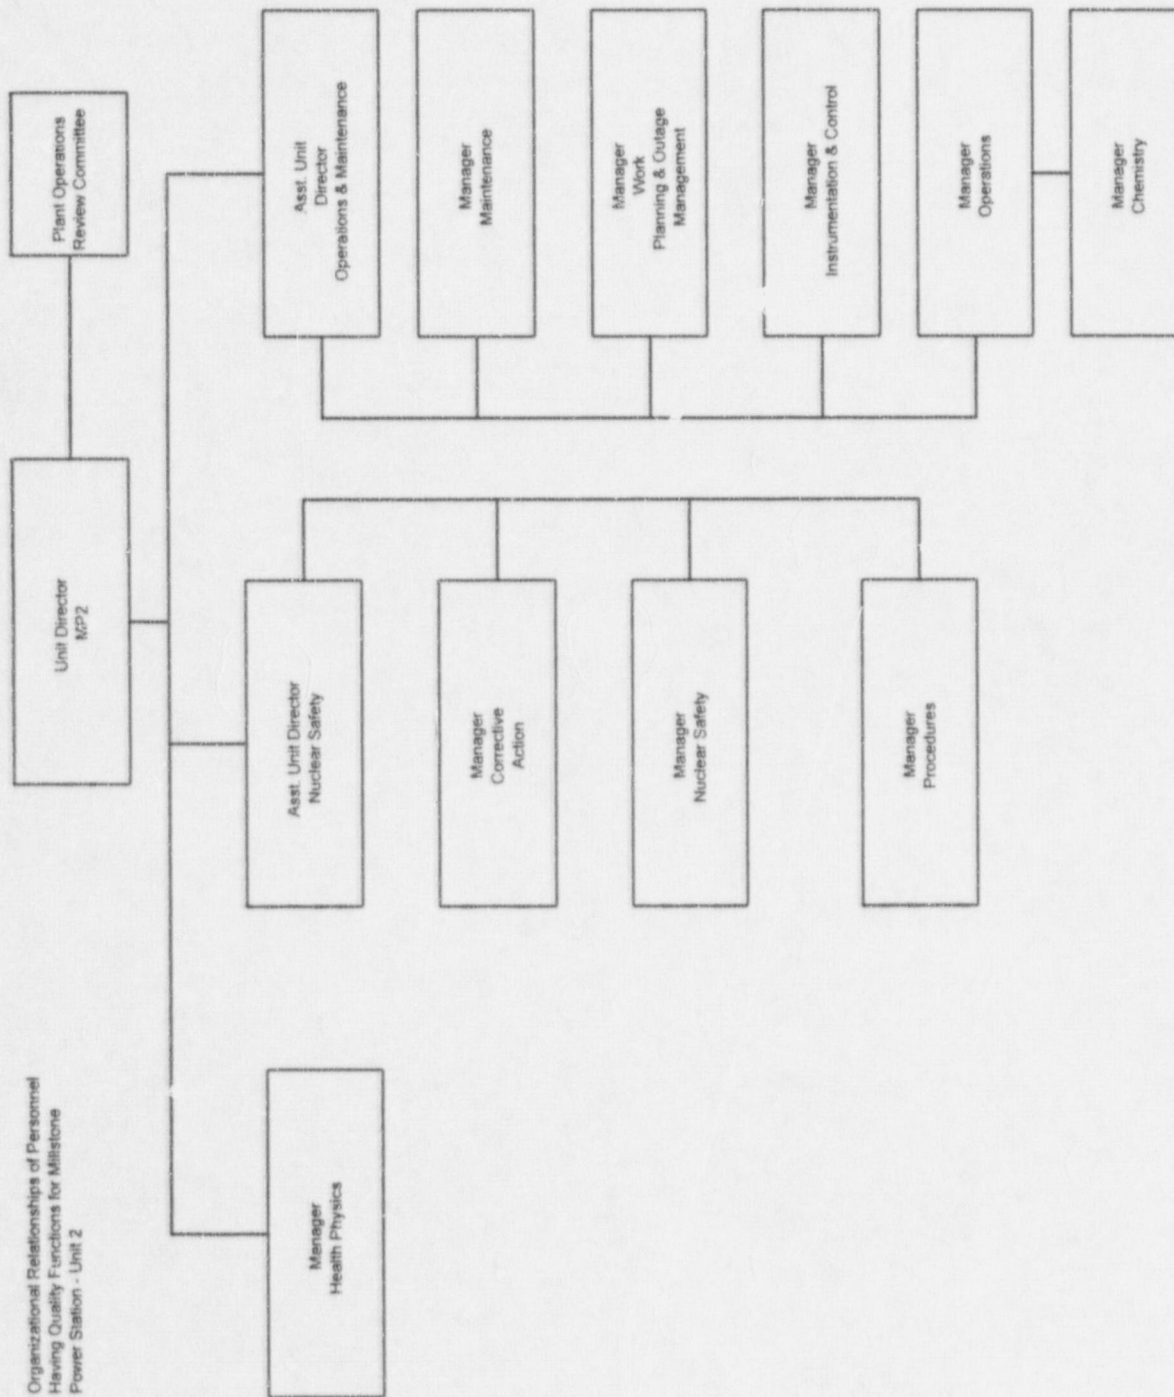 Organizational Relationships of Personnel
Having Quality Functions for Millstone
Power Station - Unit 2
Unit Director
MP2
Plant Operations
Review Committee
Manager
Health Physics
Asst. Unit Director
Nuclear Safety
Manager
Corrective
Action
Manager
Nuclear Safety
Manager
Procedures
Asst. Unit
Director
Operations & Maintenance
Manager
Maintenance
Manager
Work
Planning & Outage
Management
Manager
Instrumentation & Control
Manager
Operations
Manager
Chemistry